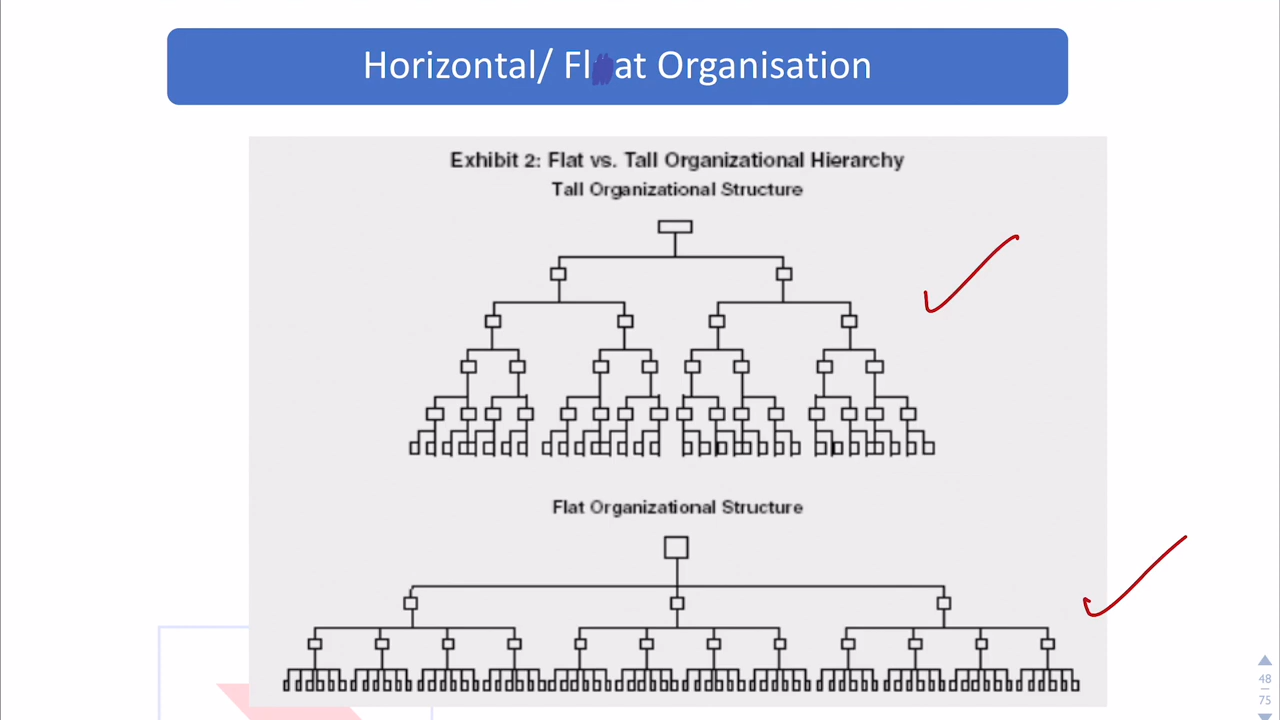 Horizontal/ Flat Organisation
Exhibit 2: Flat vs. Tall Organizational Hierarchy
Tall Organizational Structure
Flat Organizational Structure
48
75